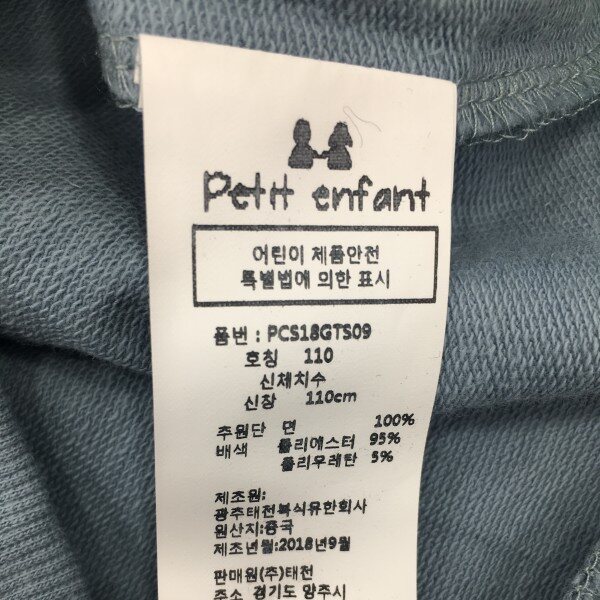 Petit enfant
어린이 제품안전
특별법에 의한 표시
품번 : PCS18GTS09
호칭 110
신체치수
신장 110cm
주원단 면 100%
배색 폴리에스터 95%
폴리우레탄 5%
제조원:
광주태전복식유한회사
원산지:중국
제조년월:2018년9월
판매원(주)태전
주소 경기도 양주시